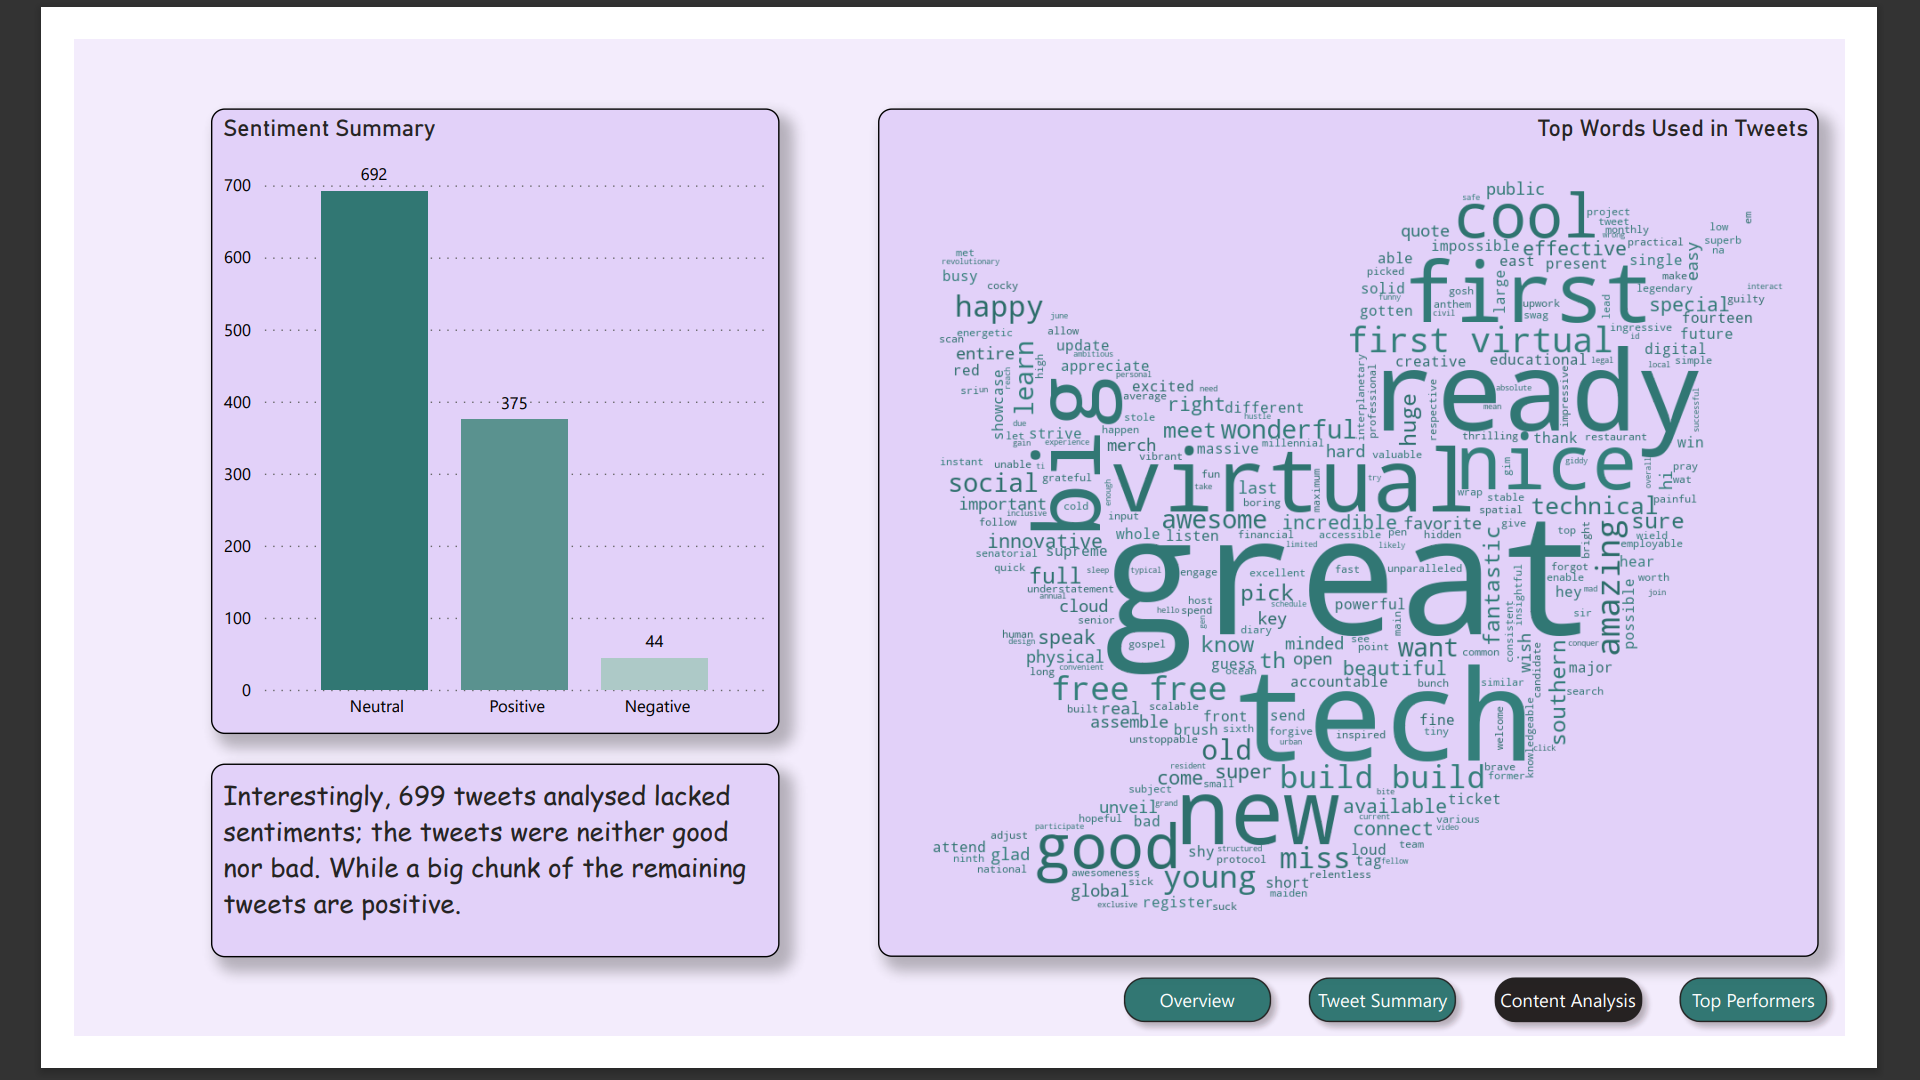 Sentiment Summary
692
700
600
500
400
375
300
200
100
44
0
Neutral Positive Negative
Interestingly, 699 tweets analysed lacked
sentiments; the tweets were neither good
nor bad. While a big chunk of the remaining
tweets are positive.
Top Words Used in Tweets
safe public
cool
project
tweet
wrong monthly
low
em
quote
impossible effective practical superb
na
met
revolutionary
busy
cocky
able east present single easy
picked
solid gosh large make
legendary interact
funny anthem upwork lead special guilty
first
happy june
gotten civil swag fourteen
energetic allow
ingressive
scan
first virtual id future
entire learn high update
ambitious
digital
red reach appreciate
personal
creative educational legal local simple
sri un showcase
big
excited need
average
interplanetary professional huge respective absolute impressive
ready
mean
successful
right different
hustle
due stole
let strive happen meet wonderful
thrilling thank restaurant
gain experience merch massive millennial
vibrant
hard valuable win
instant unable ti
virtual
nice
gim giddy overall hi pray
wat
grateful enough fun
take last maximum try
social
wrap stable painful
important cold boring
spatial technical
inclusive
follow input awesome incredible favorite give top sure
innovative whole listen financial accessible pen hidden bright wield
senatorial supreme limited likely fantastic amazing employable
great
quick full sleep typical engage excellent fast unparalleled forgot hear
understatement
annual
enable worth
cloud host
hello spend pick
schedule powerful insightful hey mad possible join
senior gen key main sir
human
design speak gospel diary consistent
know minded see
point want common wish conquer
physical
convenient
guess
ocean th open beautiful candidate southern major
long
free free accountable bunch similar search
tech
built real scalable
assemble front send fine
tiny welcome knowledgeable
brush sixth forgive inspired
unstoppable urban click
old
resident
come small super build build brave
former
subject bite
unveil grand
new
available ticket
hopeful bad current
participate connect video various
adjust
good
attend
ninth glad shy structured
protocol miss loud team
tag fellow
national awesomeness
sick young relentless
global short
maiden
exclusive register suck
Overview Tweet Summary Content Analysis Top Performers